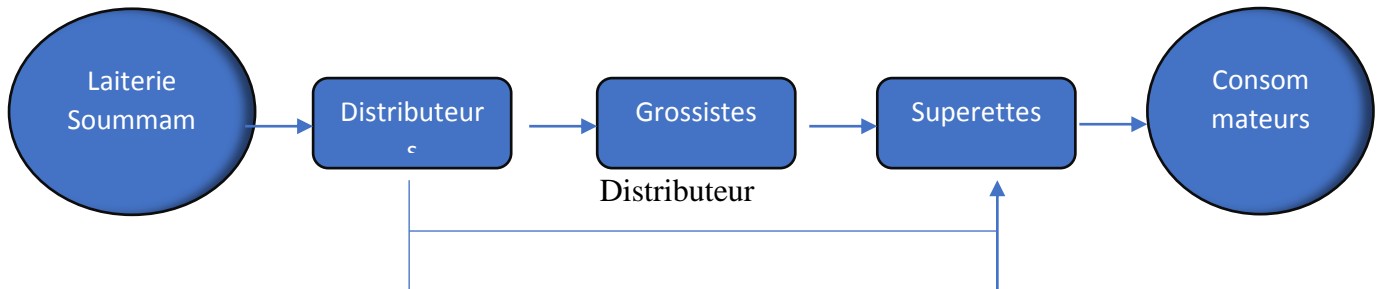 Laiterie
Soummam
Distributeur
s
Grossistes
Superettes
Consom
mateurs
Distributeur